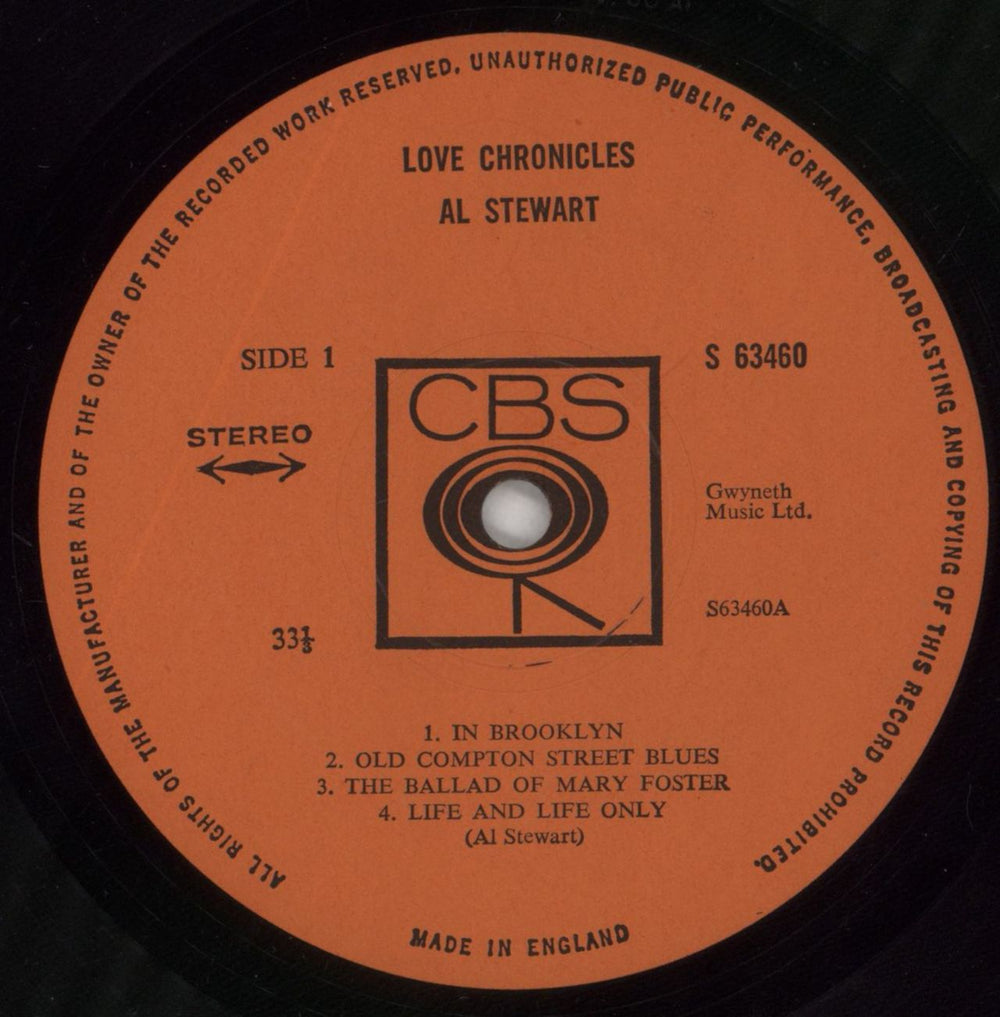 ALL RIGHTS OF THE MANUFACTURER AND OF THE OWNER OF THE RECORDED WORK RESERVED. UNAUTHORIZED PUBLIC PERFORMANCE, BROADCASTING AND COPYING OF THIS RECORD PROHIBITED.
LOVE CHRONICLES
AL STEWART
SIDE 1
S 63460
CBS
STEREO
Gwyneth
Music Ltd.
S63460A
33⅓
1. IN BROOKLYN
2. OLD COMPTON STREET BLUES
3. THE BALLAD OF MARY FOSTER
4. LIFE AND LIFE ONLY
(Al Stewart)
MADE IN ENGLAND